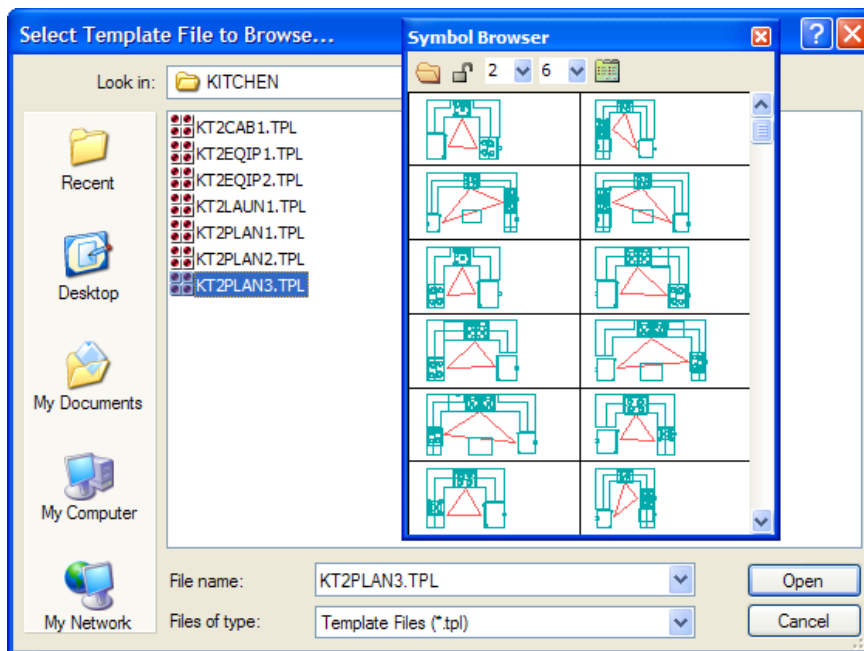 Select Template File to Browse...
Symbol Browser
Look in:
KITCHEN
2
6
Recent
Desktop
My Documents
My Computer
My Network
KT2CAB1.TPL
KT2EQIP1.TPL
KT2EQIP2.TPL
KT2LAUN1.TPL
KT2PLAN1.TPL
KT2PLAN2.TPL
KT2PLAN3.TPL
File name:
KT2PLAN3.TPL
Open
Files of type:
Template Files (*.tpl)
Cancel